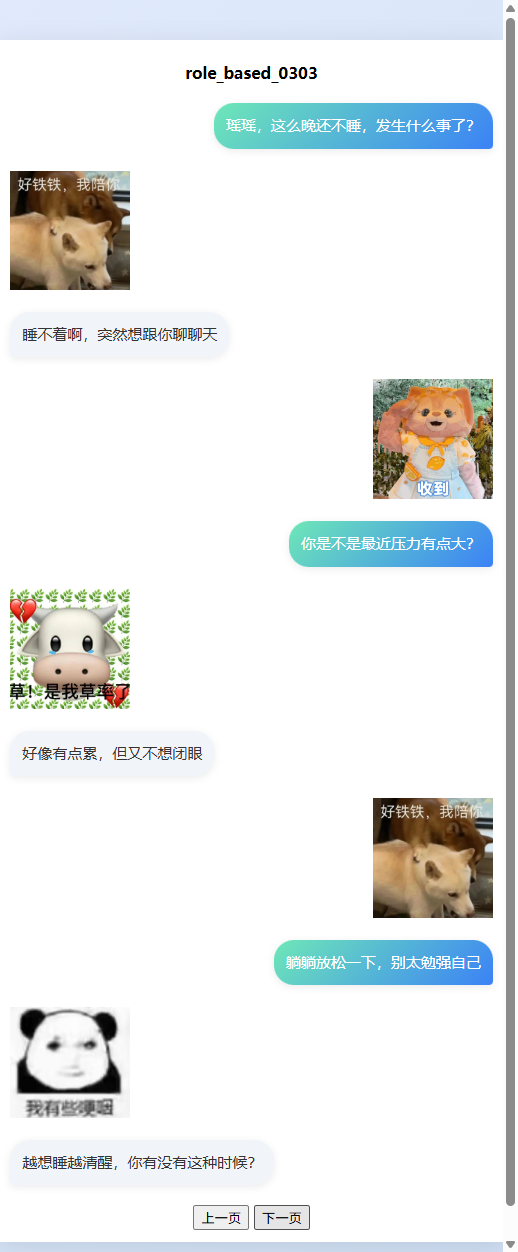 role_based_0303
瑶瑶，这么晚还不睡，发生什么事了？
好铁铁，我陪你
睡不着啊，突然想跟你聊聊天
收到
你是不是最近压力有点大？
草！是我草率了
好像有点累，但又不想闭眼
好铁铁，我陪你
躺躺放松一下，别太勉强自己
我有些哽咽
越想睡越清醒，你有没有这种时候？
上一页 下一页